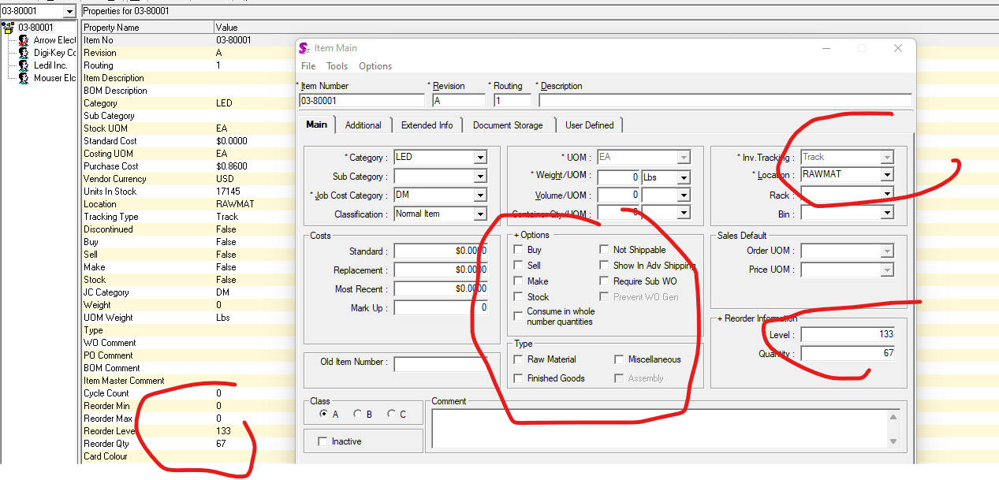 03-80001
Properties for 03-80001
03-80001
Arrow Elect
Digi-Key Co
Ledil Inc.
Mouser Elc
Property Name Value
Item No 03-80001
Revision A
Routing 1
Item Description
BOM Description
Category LED
Sub Category
Stock UOM EA
Standard Cost $0.0000
Costing UOM EA
Purchase Cost $0.8600
Vendor Currency USD
Units In Stock 17145
Location RAWMAT
Tracking Type Track
Discontinued False
Buy False
Sell False
Make False
Stock False
JC Category DM
Weight 0
UOM Weight Lbs
Type
WO Comment
PO Comment
BOM Comment
Item Master Comment
Cycle Count 0
Reorder Min 0
Reorder Max 0
Reorder Level 133
Reorder Qty 67
Card Colour
Item Main
File Tools Options
* Item Number * Revision * Routing * Description
03-80001 A 1
Main Additional Extended Info Document Storage User Defined
* Category : LED
Sub Category :
* Job Cost Category : DM
Classification : Normal Item
* UOM : EA
* Weight/UOM : 0 Lbs
Volume/UOM : 0
Container Qty/UOM : 0
* Inv.Tracking : Track
* Location : RAWMAT
Rack :
Bin :
Costs
Standard : $0.0000
Replacement : $0.0000
Most Recent : $0.0000
Mark Up : 0
+ Options
Buy Not Shippable
Sell Show In Adv Shipping
Make Require Sub WO
Stock Prevent WO Gen
Consume in whole
number quantities
Sales Default
Order UOM :
Price UOM :
+ Reorder Information
Level : 133
Quantity : 67
Old Item Number :
Type
Raw Material Miscellaneous
Finished Goods Assembly
Class
A B C
Inactive
Comment